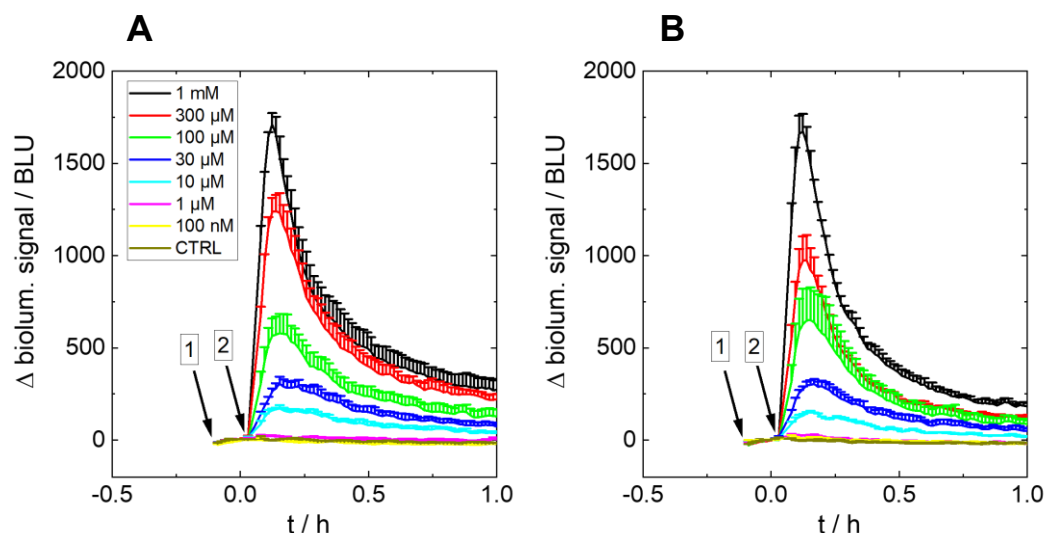 A
B
Δ biolum. signal / BLU
2000
1500
1000
500
0
1 mM
300 µM
100 µM
30 µM
10 µM
1 µM
100 nM
CTRL
1
2
-0.5
0.0
0.5
1.0
t / h
Δ biolum. signal / BLU
2000
1500
1000
500
0
1
2
-0.5
0.0
0.5
1.0
t / h